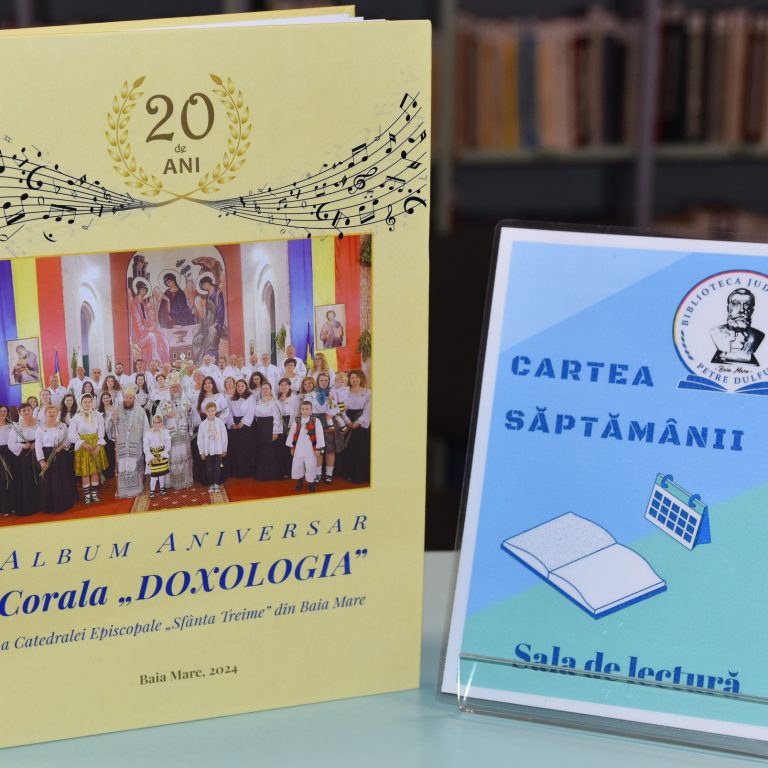 20
de
ANI
ALBUM ANIVERSAR
Corala „DOXOLOGIA”
a Catedralei Episcopale „Sfânta Treime” din Baia Mare
Baia Mare, 2024
BIBLIOTECA JUD
Baia Mare
PETRE DULFU
CARTEA
SĂPTĂMÂNII
Sala de lectură